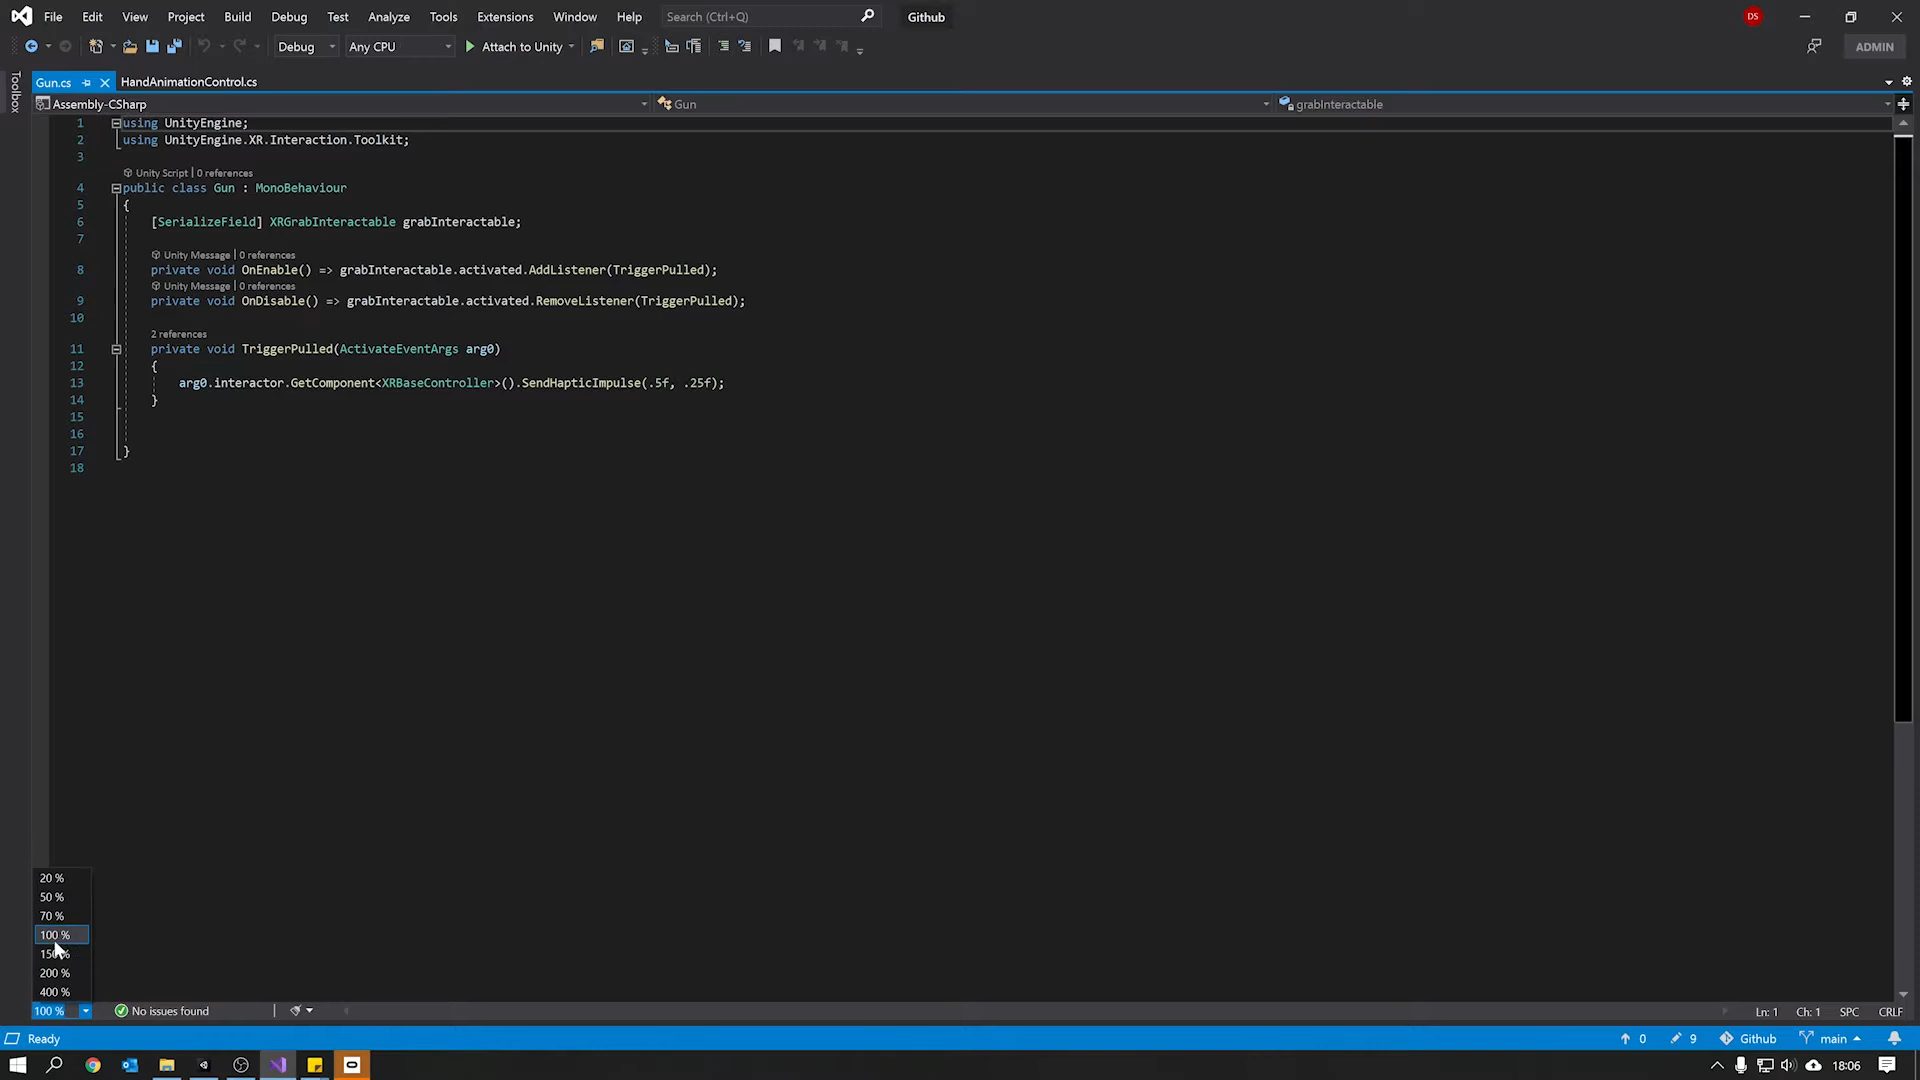 File Edit View Project Build Debug Test Analyze Tools Extensions Window Help Search (Ctrl+Q) Github DS
Debug Any CPU Attach to Unity ADMIN
Toolbox
Gun.cs HandAnimationControl.cs
Assembly-CSharp Gun grabInteractable
1 using UnityEngine;
2 using UnityEngine.XR.Interaction.Toolkit;
3
Unity Script | 0 references
4 public class Gun : MonoBehaviour
5 {
6 [SerializeField] XRGrabInteractable grabInteractable;
7
Unity Message | 0 references
8 private void OnEnable() => grabInteractable.activated.AddListener(TriggerPulled);
Unity Message | 0 references
9 private void OnDisable() => grabInteractable.activated.RemoveListener(TriggerPulled);
10
2 references
11 private void TriggerPulled(ActivateEventArgs arg0)
12 {
13 arg0.interactor.GetComponent<XRBaseController>().SendHapticImpulse(.5f, .25f);
14 }
15
16
17 }
18
20 %
50 %
70 %
100 %
150 %
200 %
400 %
100 % No issues found Ln: 1 Ch: 1 SPC CRLF
Ready 0 9 Github main
18:06